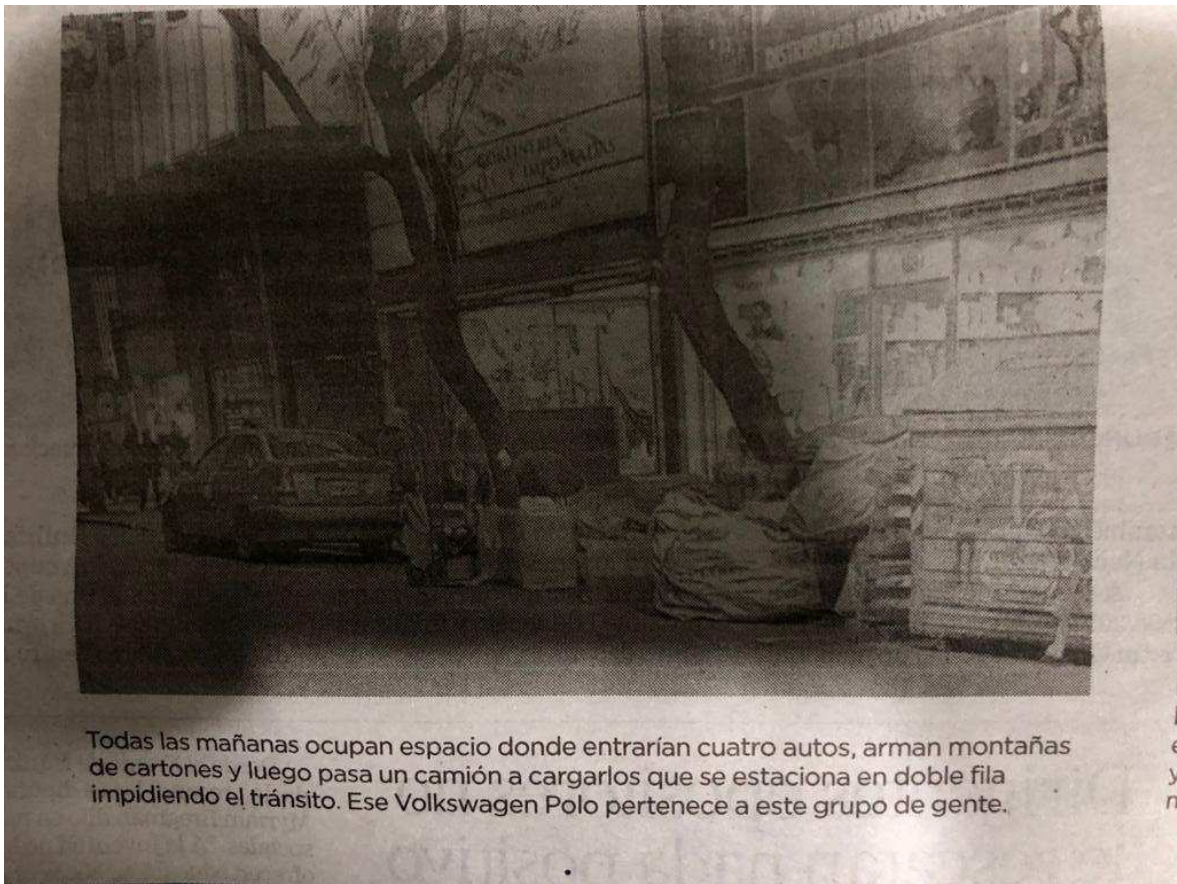 CORTINERÍA
Todas las mañanas ocupan espacio donde entrarían cuatro autos, arman montañas
de cartones y luego pasa un camión a cargarlos que se estaciona en doble fila
impidiendo el tránsito. Ese Volkswagen Polo pertenece a este grupo de gente.